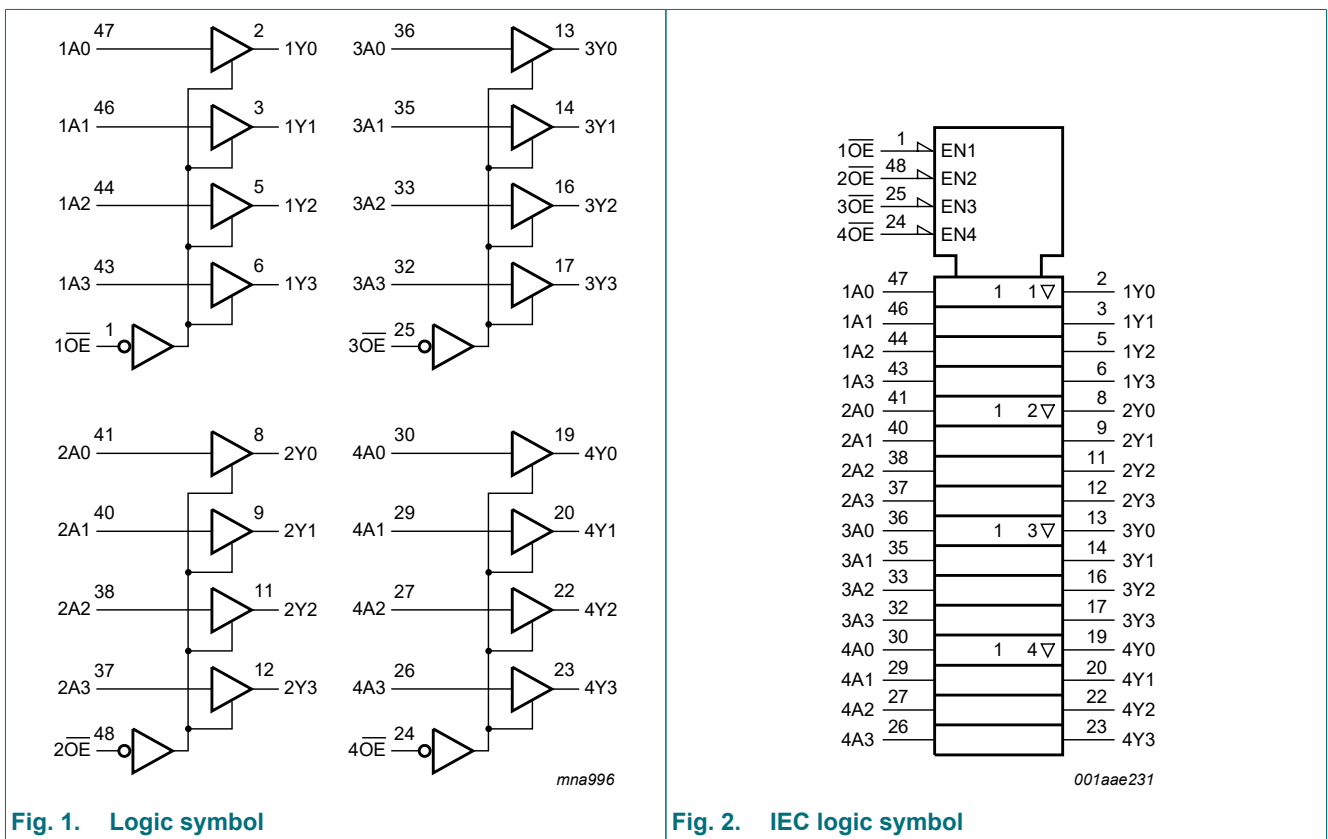 47 2 36 13
1A0 1Y0 3A0 3Y0
46 3 35 14
1A1 1Y1 3A1 3Y1
44 5 33 16
1A2 1Y2 3A2 3Y2
43 6 32 17
1A3 1Y3 3A3 3Y3
1 25
1O̅E̅ 3O̅E̅
41 8 30 19
2A0 2Y0 4A0 4Y0
40 9 29 20
2A1 2Y1 4A1 4Y1
38 11 27 22
2A2 2Y2 4A2 4Y2
37 12 26 23
2A3 2Y3 4A3 4Y3
48 24
2O̅E̅ 4O̅E̅
mna996
Fig. 1. Logic symbol
1O̅E̅ 1 EN1
2O̅E̅ 48 EN2
3O̅E̅ 25 EN3
4O̅E̅ 24 EN4
1A0 47 1 1▽ 2 1Y0
1A1 46 3 1Y1
1A2 44 5 1Y2
1A3 43 6 1Y3
2A0 41 1 2▽ 8 2Y0
2A1 40 9 2Y1
2A2 38 11 2Y2
2A3 37 12 2Y3
3A0 36 1 3▽ 13 3Y0
3A1 35 14 3Y1
3A2 33 16 3Y2
3A3 32 17 3Y3
4A0 30 1 4▽ 19 4Y0
4A1 29 20 4Y1
4A2 27 22 4Y2
4A3 26 23 4Y3
001aae231
Fig. 2. IEC logic symbol